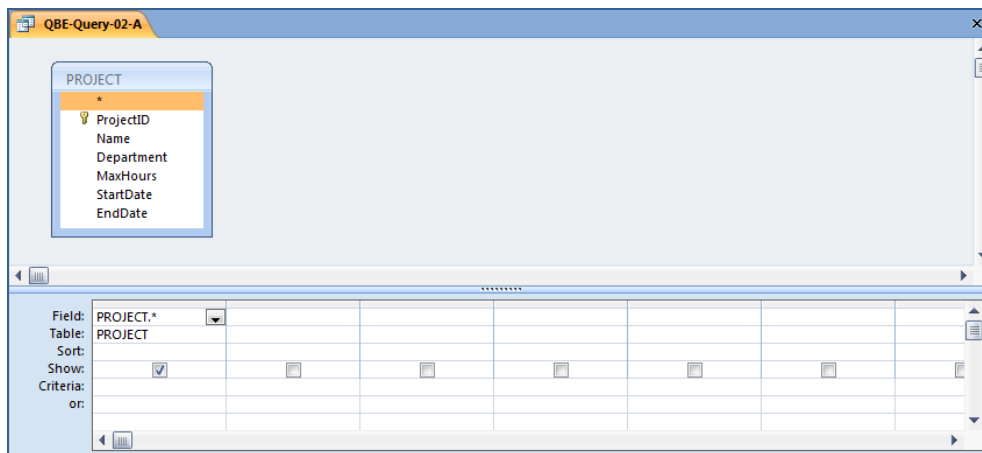 QBE-Query-02-A
PROJECT
*
ProjectID
Name
Department
MaxHours
StartDate
EndDate
Field: PROJECT.*
Table: PROJECT
Sort:
Show:
Criteria:
or: